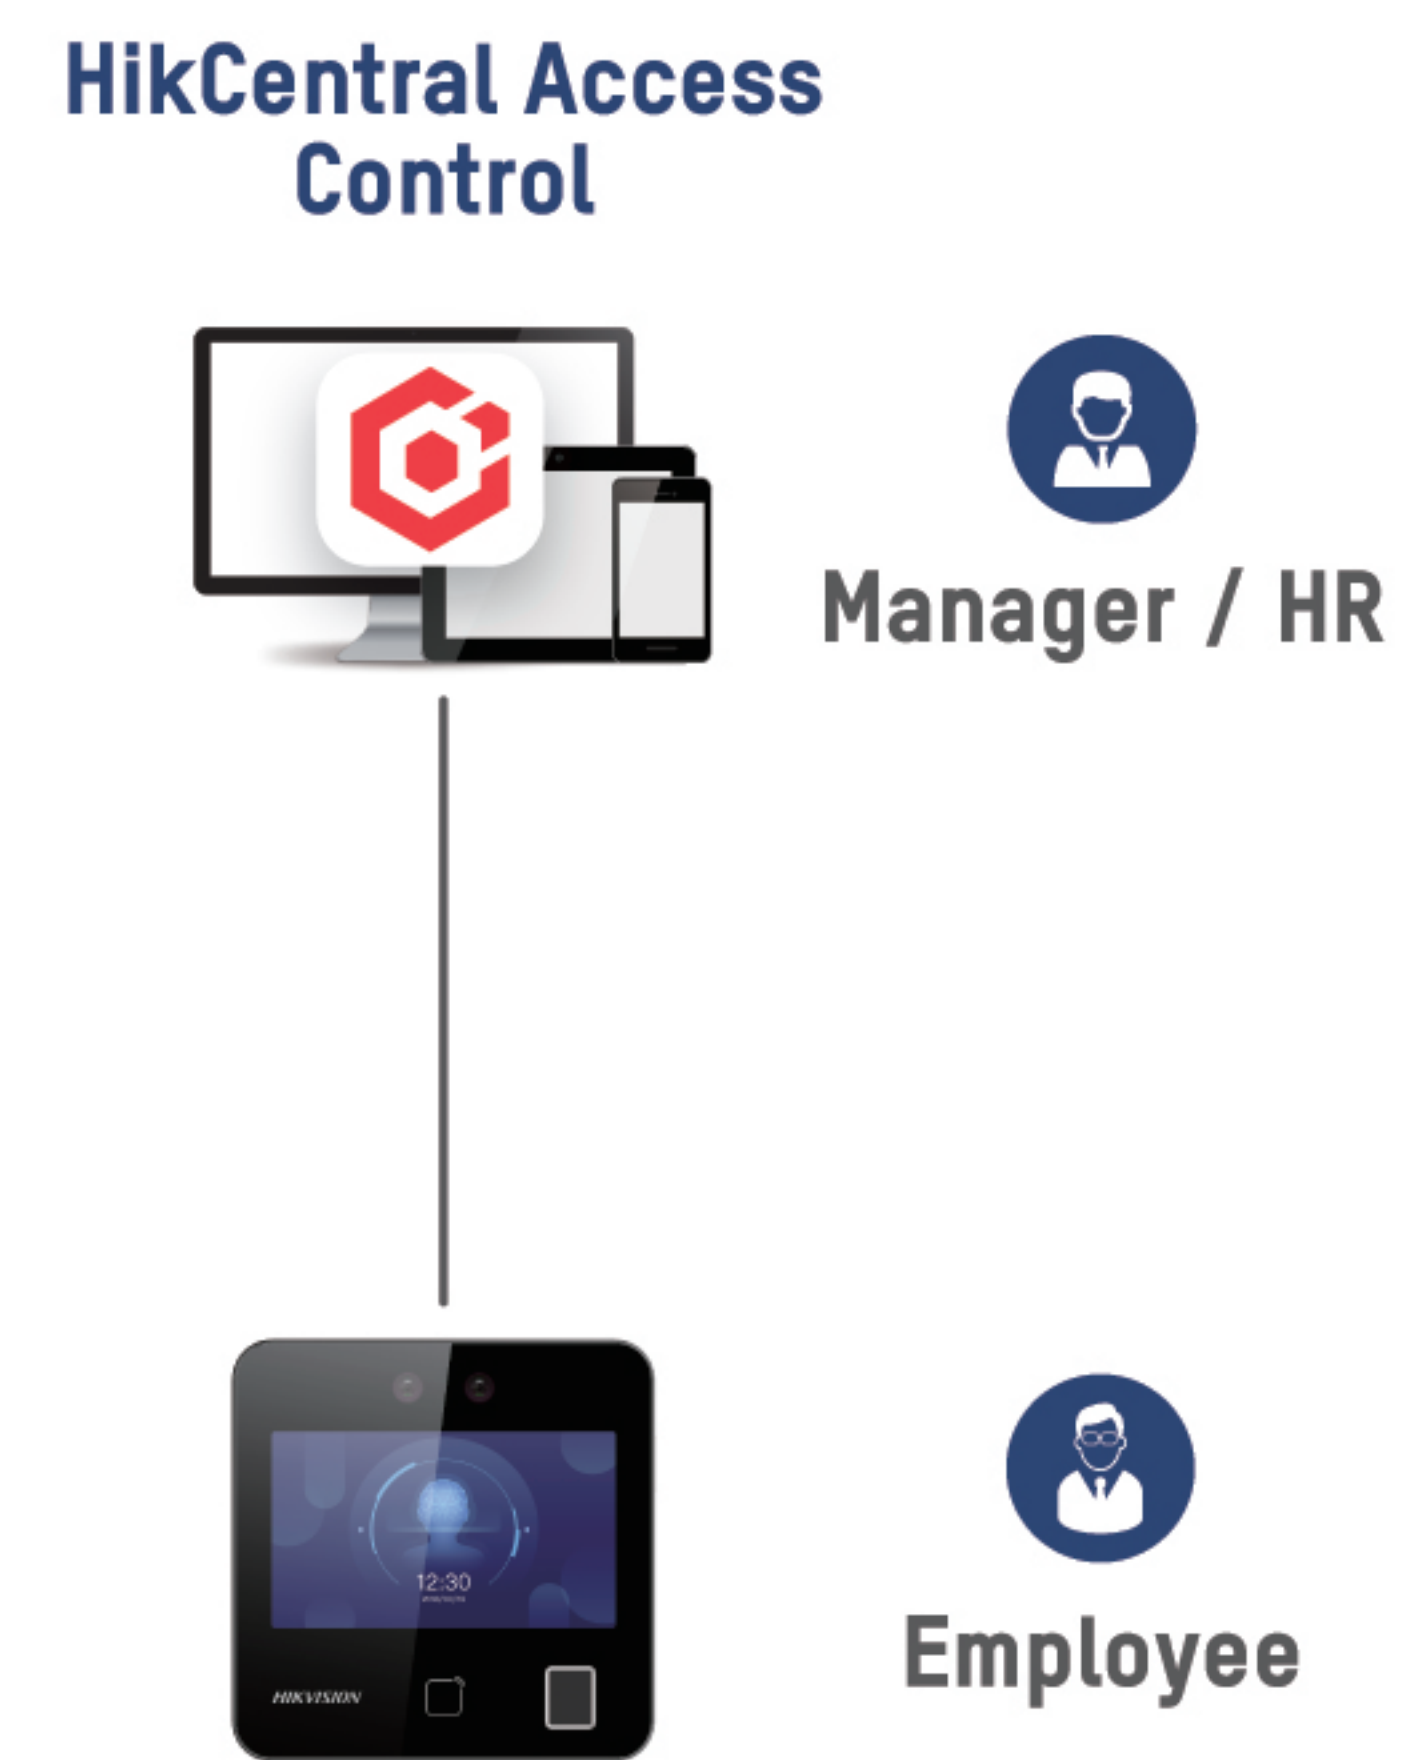 HikCentral Access
Control
Manager / HR
12:30
HIKVISION
Employee